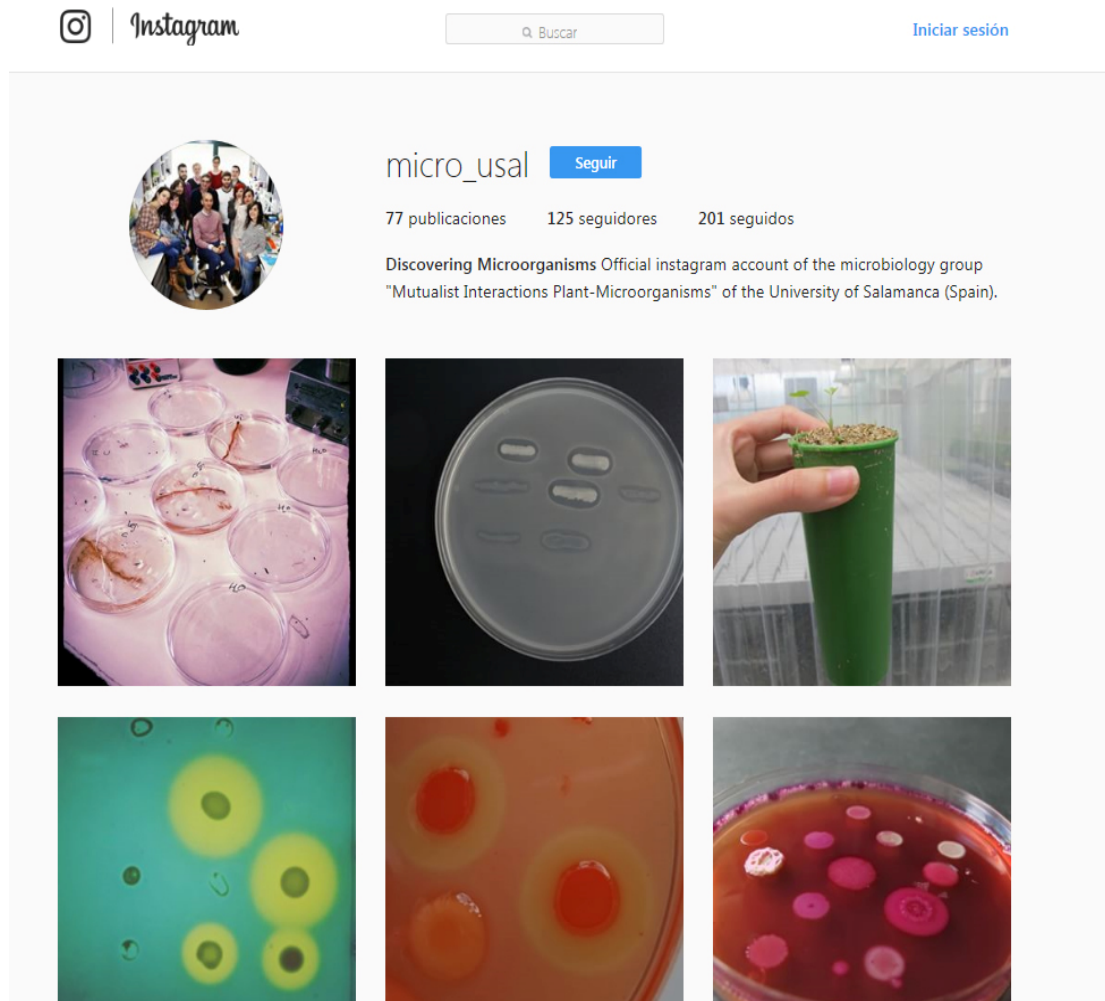 Instagram
Buscar
Iniciar sesión
micro_usal
Seguir
77 publicaciones 125 seguidores 201 seguidos
Discovering Microorganisms Official instagram account of the microbiology group
"Mutualist Interactions Plant-Microorganisms" of the University of Salamanca (Spain).